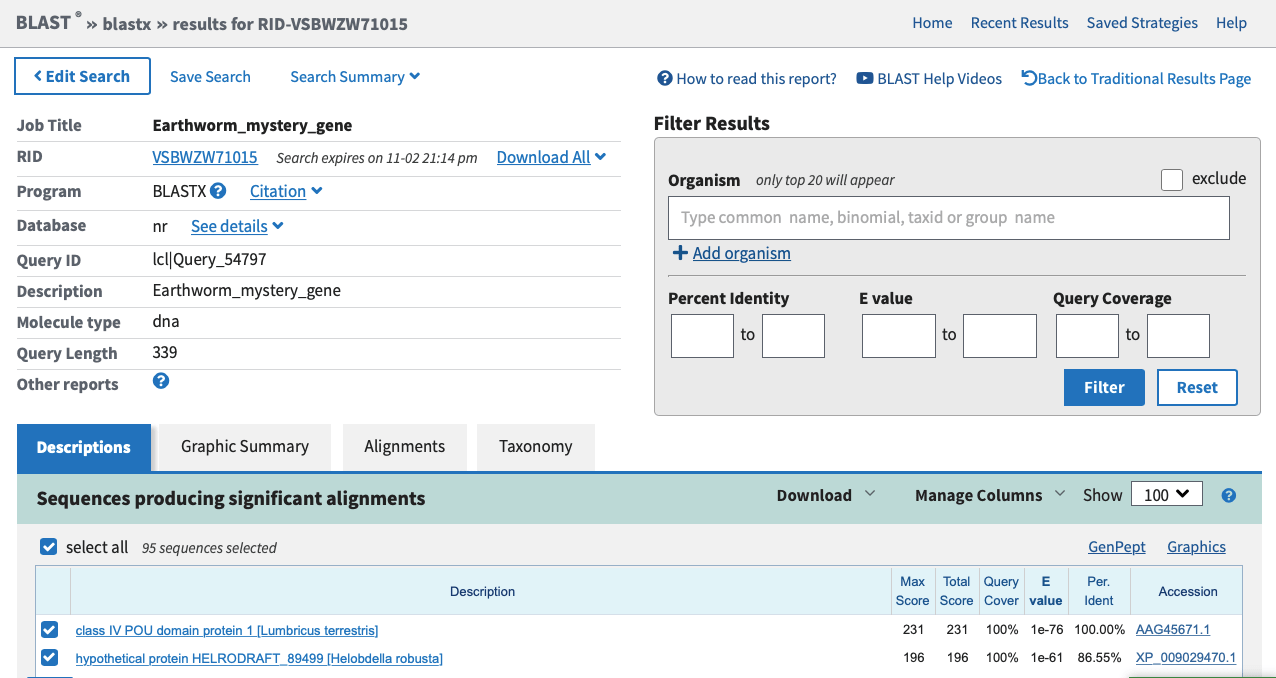 BLAST ® » blastx » results for RID-VSBWZW71015
Home Recent Results Saved Strategies Help
Edit Search Save Search Search Summary
How to read this report? BLAST Help Videos Back to Traditional Results Page
Job Title Earthworm_mystery_gene
RID VSBWZW71015 Search expires on 11-02 21:14 pm Download All
Program BLASTX Citation
Database nr See details
Query ID lcl|Query_54797
Description Earthworm_mystery_gene
Molecule type dna
Query Length 339
Other reports
Filter Results
Organism only top 20 will appear exclude
Type common name, binomial, taxid or group name
Add organism
Percent Identity E value Query Coverage
to to to
Filter Reset
Descriptions Graphic Summary Alignments Taxonomy
Sequences producing significant alignments Download Manage Columns Show 100
select all 95 sequences selected GenPept Graphics
Description Max Score Total Score Query Cover E value Per. Ident Accession
class IV POU domain protein 1 [Lumbricus terrestris] 231 231 100% 1e-76 100.00% AAG45671.1
hypothetical protein HELRODRAFT_89499 [Helobdella robusta] 196 196 100% 1e-61 86.55% XP_009029470.1